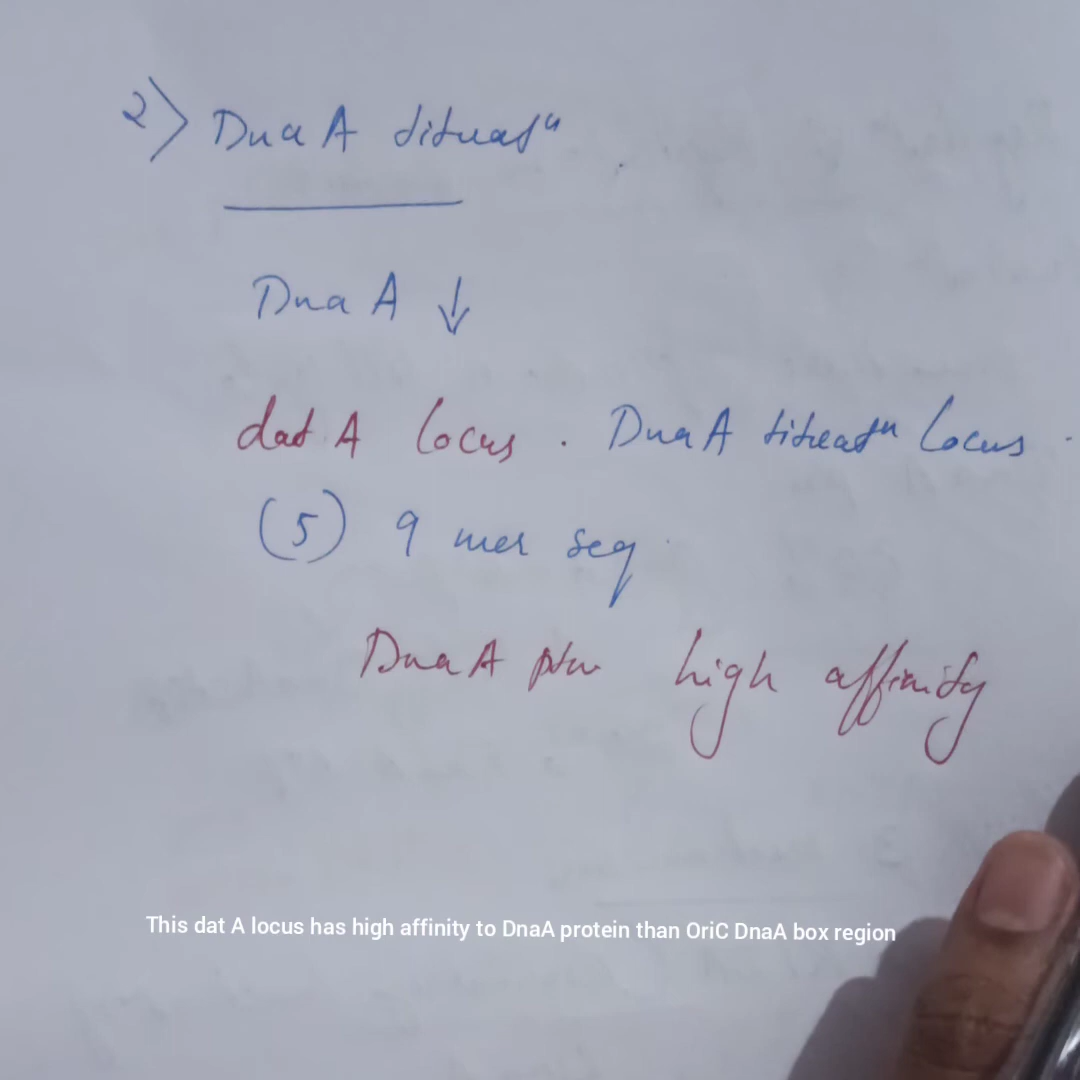 2) DnaA titratⁿ
DnaA ↓
dat A locus . DnaA titratⁿ locus .
(5) 9 mer seq
DnaA ptn high affinity
This dat A locus has high affinity to DnaA protein than OriC DnaA box region